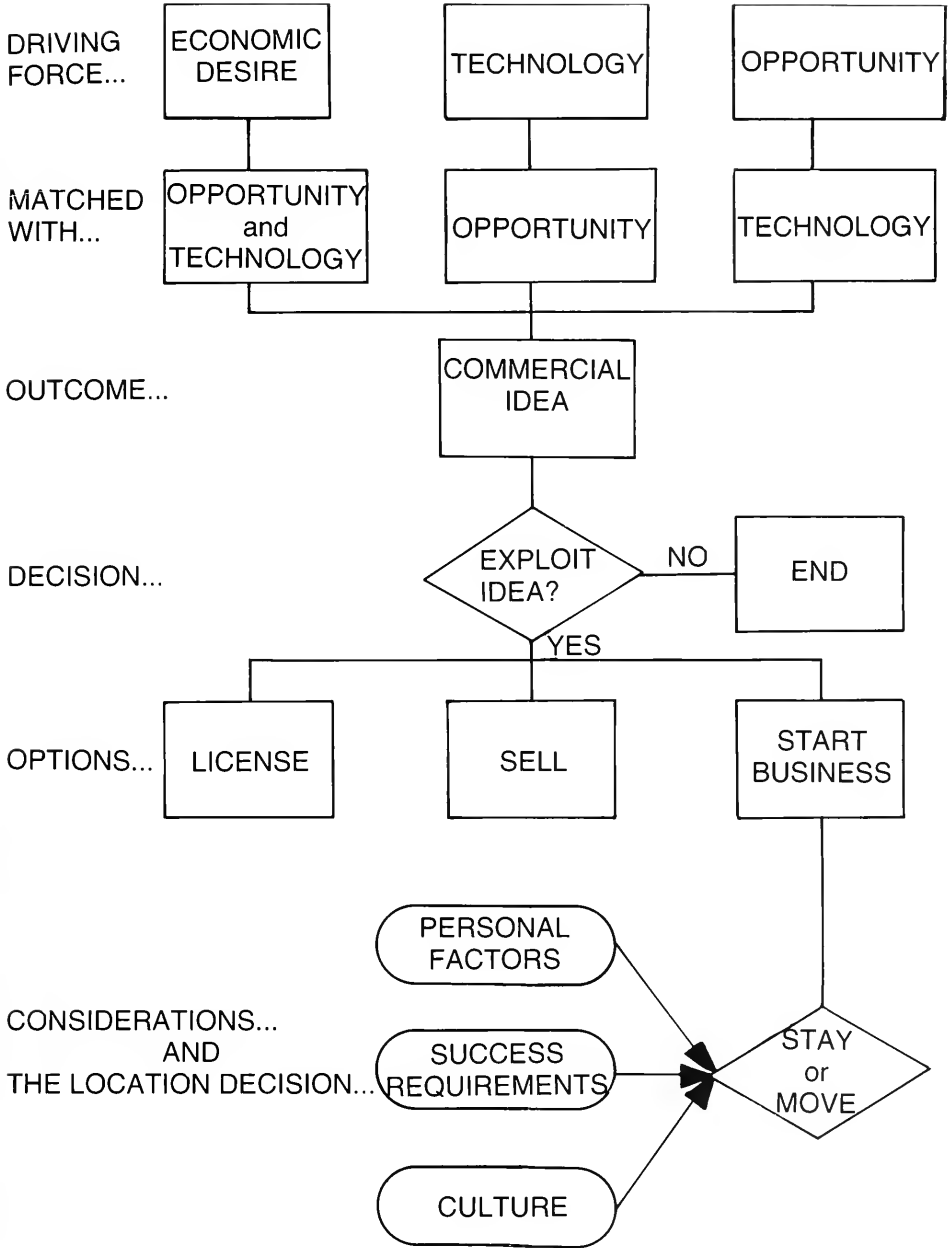 DRIVING
FORCE...
ECONOMIC
DESIRE
TECHNOLOGY
OPPORTUNITY
MATCHED
WITH...
OPPORTUNITY
and
TECHNOLOGY
OPPORTUNITY
TECHNOLOGY
OUTCOME...
COMMERCIAL
IDEA
DECISION...
EXPLOIT
IDEA?
NO
END
YES
OPTIONS...
LICENSE
SELL
START
BUSINESS
PERSONAL
FACTORS
CONSIDERATIONS...
AND
THE LOCATION DECISION...
SUCCESS
REQUIREMENTS
STAY
or
MOVE
CULTURE